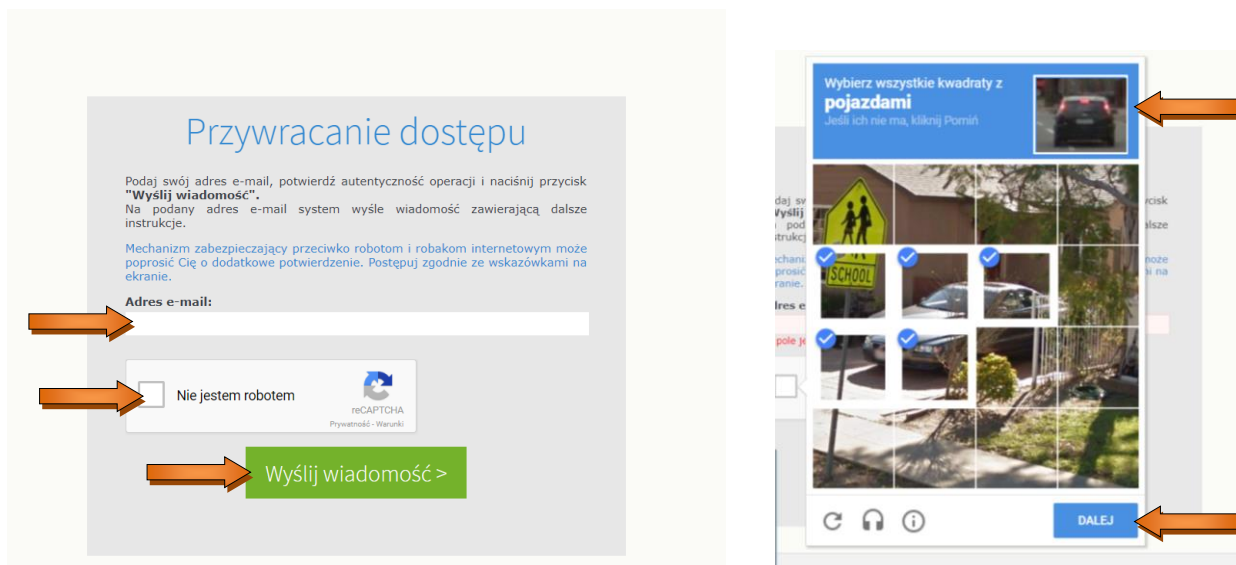 Przywracanie dostępu
Podaj swój adres e-mail, potwierdź autentyczność operacji i naciśnij przycisk
"Wyślij wiadomość".
Na podany adres e-mail system wyśle wiadomość zawierającą dalsze
instrukcje.
Mechanizm zabezpieczający przeciwko robotom i robakom internetowym może
poprosić Cię o dodatkowe potwierdzenie. Postępuj zgodnie ze wskazówkami na
ekranie.
Adres e-mail:
Nie jestem robotem
reCAPTCHA
Prywatność - Warunki
Wyślij wiadomość >
Wybierz wszystkie kwadraty z
pojazdami
Jeśli ich nie ma, kliknij Pomiń
SCHOOL
DALEJ